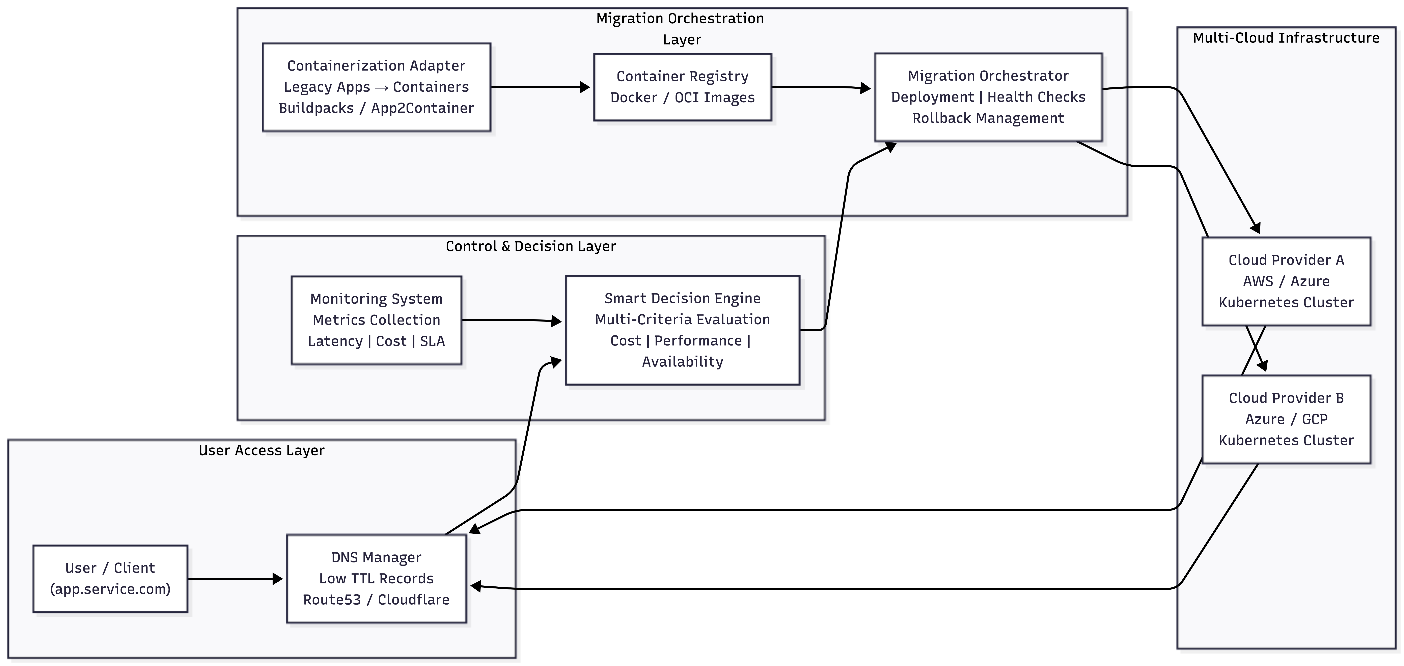 Migration Orchestration
Layer
Containerization Adapter
Legacy Apps → Containers
Buildpacks / App2Container
Container Registry
Docker / OCI Images
Migration Orchestrator
Deployment | Health Checks
Rollback Management
Multi-Cloud Infrastructure
Cloud Provider A
AWS / Azure
Kubernetes Cluster
Cloud Provider B
Azure / GCP
Kubernetes Cluster
Control & Decision Layer
Monitoring System
Metrics Collection
Latency | Cost | SLA
Smart Decision Engine
Multi-Criteria Evaluation
Cost | Performance |
Availability
User Access Layer
User / Client
(app.service.com)
DNS Manager
Low TTL Records
Route53 / Cloudflare